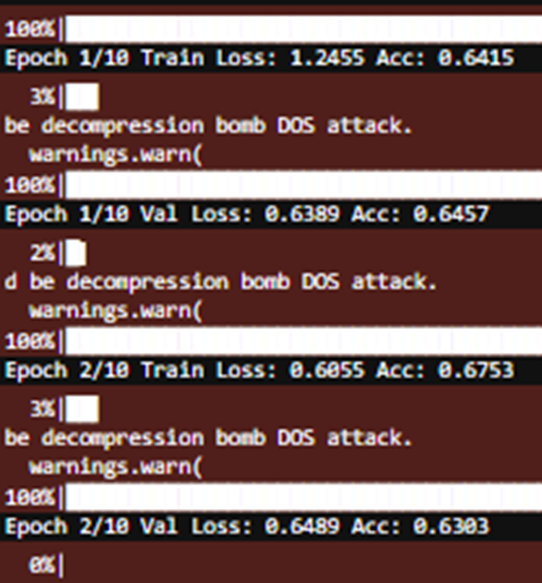 100%|
Epoch 1/10 Train Loss: 1.2455 Acc: 0.6415
3%|
be decompression bomb DOS attack.
warnings.warn(
100%|
Epoch 1/10 Val Loss: 0.6389 Acc: 0.6457
2%|
d be decompression bomb DOS attack.
warnings.warn(
100%|
Epoch 2/10 Train Loss: 0.6055 Acc: 0.6753
3%|
be decompression bomb DOS attack.
warnings.warn(
100%|
Epoch 2/10 Val Loss: 0.6489 Acc: 0.6303
0%|